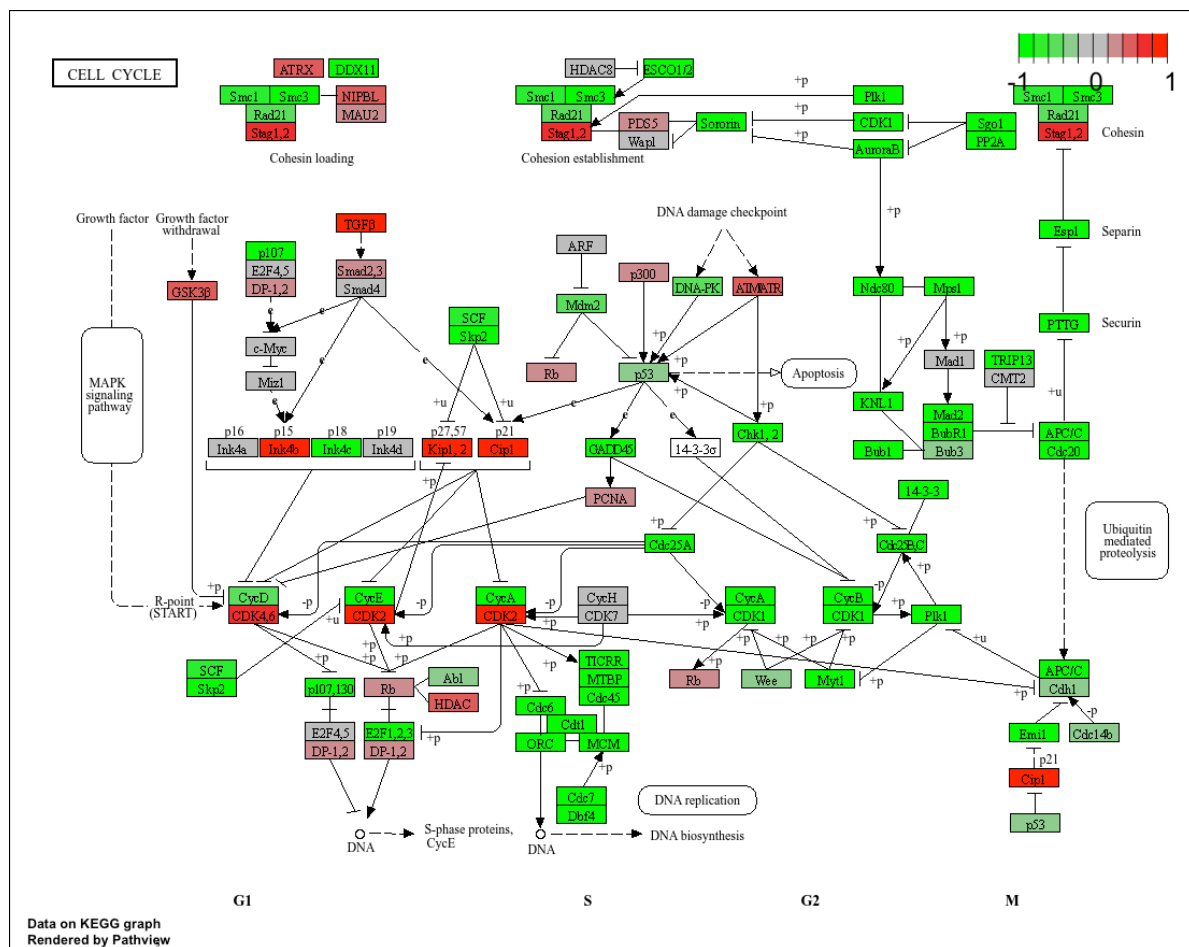 CELL CYCLE
ATRX
DDX11
HDAC8
ESCO1/2
-1
0
1
Smc1
Smc3
NIPBL
Rad21
MAU2
Stag1,2
Cohesin loading
Smc1
Smc3
Rad21
Stag1,2
PDS5
Wapl
Sororin
Cohesion establishment
+p
Plk1
+p
CDK1
+p
AuroraB
Sgo1
PP2A
Smc1
Smc3
Rad21
Stag1,2
Cohesin
Growth factor
Growth factor
withdrawal
TGFβ
DNA damage checkpoint
+p
Esp1
Separin
p107
E2F4,5
DP-1,2
Smad2,3
Smad4
ARF
p300
DNA-PK
ATM/ATR
GSK3β
Ndc80
Mps1
Mdm2
SCF
Skp2
PTTG
Securin
e
e
c-Myc
Miz1
e
e
e
+p
+p
+p
+p
+p
Mad1
TRIP13
CMT2
MAPK
signaling
pathway
Rb
p53
Apoptosis
+u
+u
e
e
e
KNL1
Mad2
BubR1
Bub3
Bub1
+u
APC/C
Cdc20
p16
Ink4a
p15
Ink4b
p18
Ink4c
p19
Ink4d
p27,57
Kip1, 2
p21
Cip1
GADD45
14-3-3σ
Chk1, 2
+p
PCNA
14-3-3
+p
+p
Cdc25A
Cdc25B,C
Ubiquitin
mediated
proteolysis
R-point
(START)
+p
CycD
CDK4,6
-p
CycE
CDK2
-p
CycA
CDK2
-p
+p
CycH
CDK7
-p
+p
CycA
CDK1
CycB
CDK1
-p
+p
Plk1
+u
+u
SCF
Skp2
+p
+p
+p
+p
+p
+p
+p
p107,130
Rb
Abl
HDAC
TICRR
MTBP
Cdc45
+p
Rb
Wee
Myt1
+p
+p
APC/C
Cdh1
E2F4,5
DP-1,2
E2F1,2,3
DP-1,2
+p
Cdc6
Cdt1
ORC
MCM
+p
Emi1
-p
Cdc14b
p21
Cip1
Cdc7
Dbf4
DNA replication
p53
DNA
S-phase proteins,
CycE
DNA
DNA biosynthesis
G1
S
G2
M
Data on KEGG graph
Rendered by Pathview